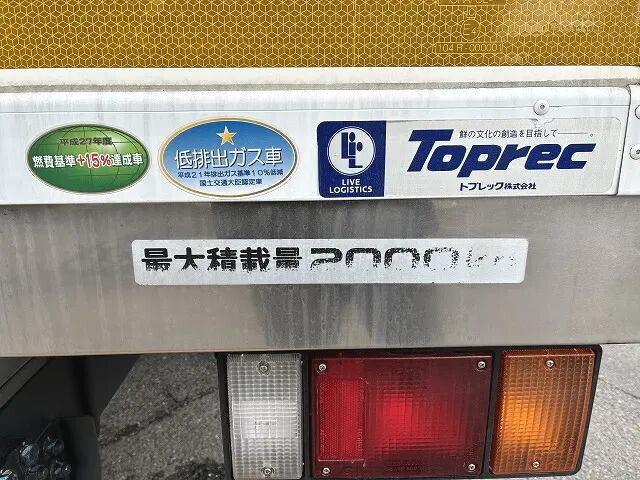 E4
104 R-000001
平成27年度
燃費基準+15%達成車
低排出ガス車
平成21年排出ガス基準10%低減
国土交通大臣認定車
LIVE
LOGISTICS
鮮の文化の創造を目指して────。
Toprec
トプレック株式会社
最大積載量2000kg